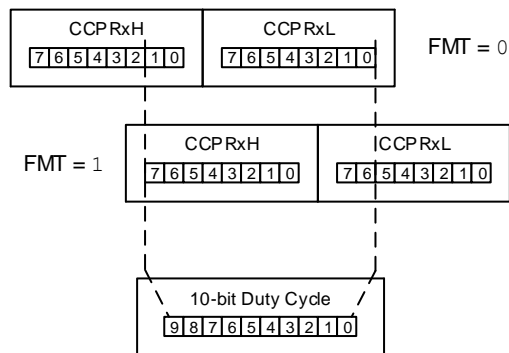 CCPRxH CCPRxL
7 6 5 4 3 2 1 0 7 6 5 4 3 2 1 0 FMT = 0
CCPRxH CCPRxL
FMT = 1 7 6 5 4 3 2 1 0 7 6 5 4 3 2 1 0
10-bit Duty Cycle
9 8 7 6 5 4 3 2 1 0